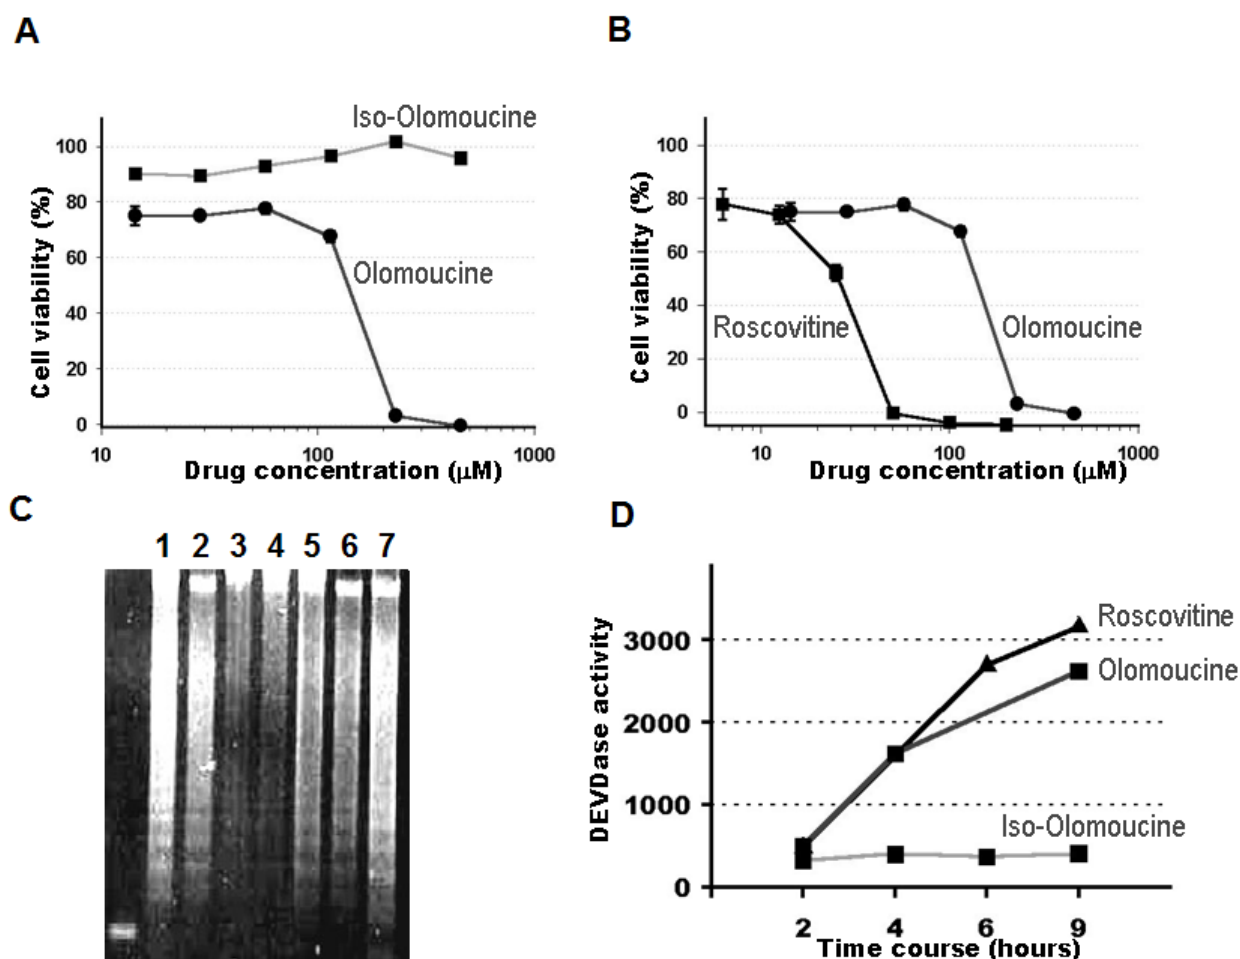 A
Iso-Olomoucine
100
80
60
40
20
0
Olomoucine
Cell viability (%)
10 100 1000
Drug concentration (μM)
B
100
80
60
40
20
0
Roscovitine Olomoucine
Cell viability (%)
10 100 1000
Drug concentration (μM)
C
1 2 3 4 5 6 7
D
Roscovitine
Olomoucine
Iso-Olomoucine
3000
2000
1000
0
DEVDase activity
2 4 6 9
Time course (hours)